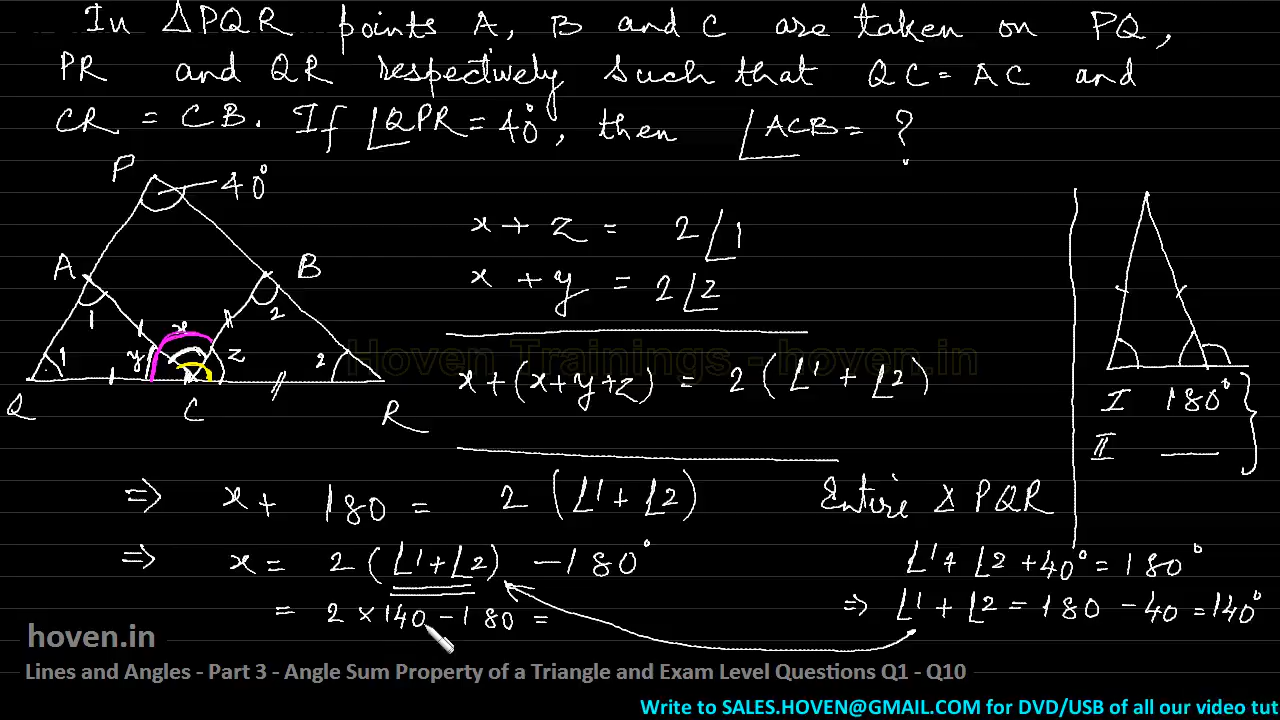 In △PQR points A, B and C are taken on PQ,
PR and QR respectively such that QC = AC and
CR = CB. If ∠QPR = 40°, then ∠ACB = ?
P 40°
A B
1 2
x
1 y z 2
Q C R
x + z = 2∠1
x + y = 2∠2
Hoven Trainings - hoven.in
x+(x+y+z) = 2(∠1 + ∠2)
I 180°
II __
=> x + 180 = 2(∠1 + ∠2) Entire △ PQR
=> x = 2(∠1+∠2) - 180° ∠1+ ∠2 +40° = 180°
= 2 × 140 - 180 = => ∠1 + ∠2 = 180 - 40 = 140°
hoven.in
Lines and Angles - Part 3 - Angle Sum Property of a Triangle and Exam Level Questions Q1 - Q10
Write to SALES.HOVEN@GMAIL.COM for DVD/USB of all our video tut